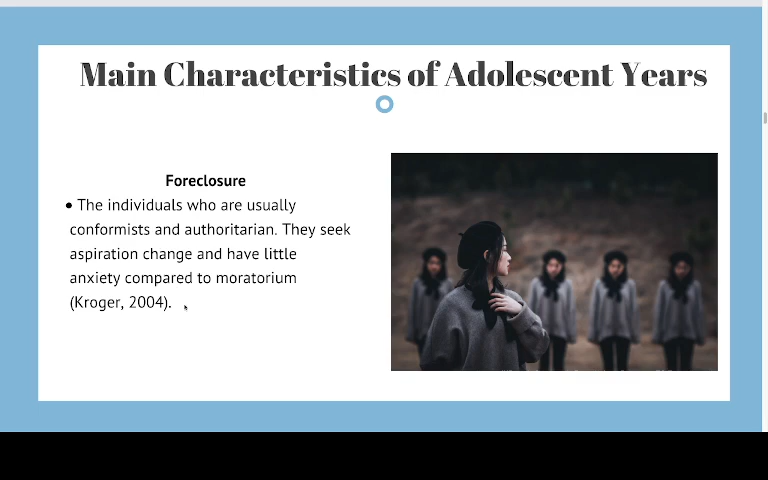 Main Characteristics of Adolescent Years
Foreclosure
• The individuals who are usually
conformists and authoritarian. They seek
aspiration change and have little
anxiety compared to moratorium
(Kroger, 2004).